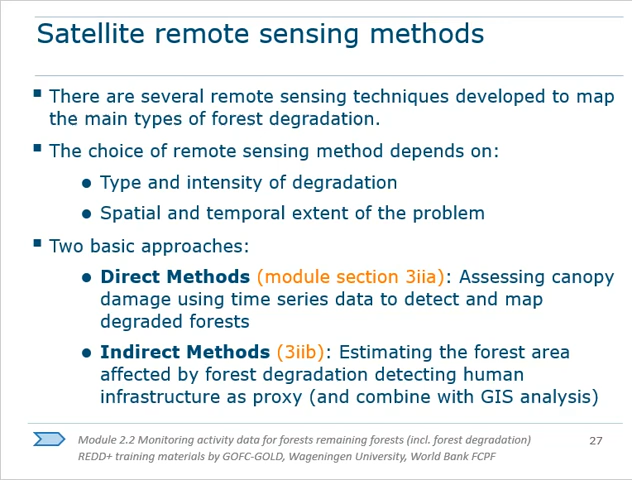 Satellite remote sensing methods
There are several remote sensing techniques developed to map
the main types of forest degradation.
The choice of remote sensing method depends on:
Type and intensity of degradation
Spatial and temporal extent of the problem
Two basic approaches:
Direct Methods (module section 3iia): Assessing canopy
damage using time series data to detect and map
degraded forests
Indirect Methods (3iib): Estimating the forest area
affected by forest degradation detecting human
infrastructure as proxy (and combine with GIS analysis)
Module 2.2 Monitoring activity data for forests remaining forests (incl. forest degradation)
REDD+ training materials by GOFC-GOLD, Wageningen University, World Bank FCPF
27